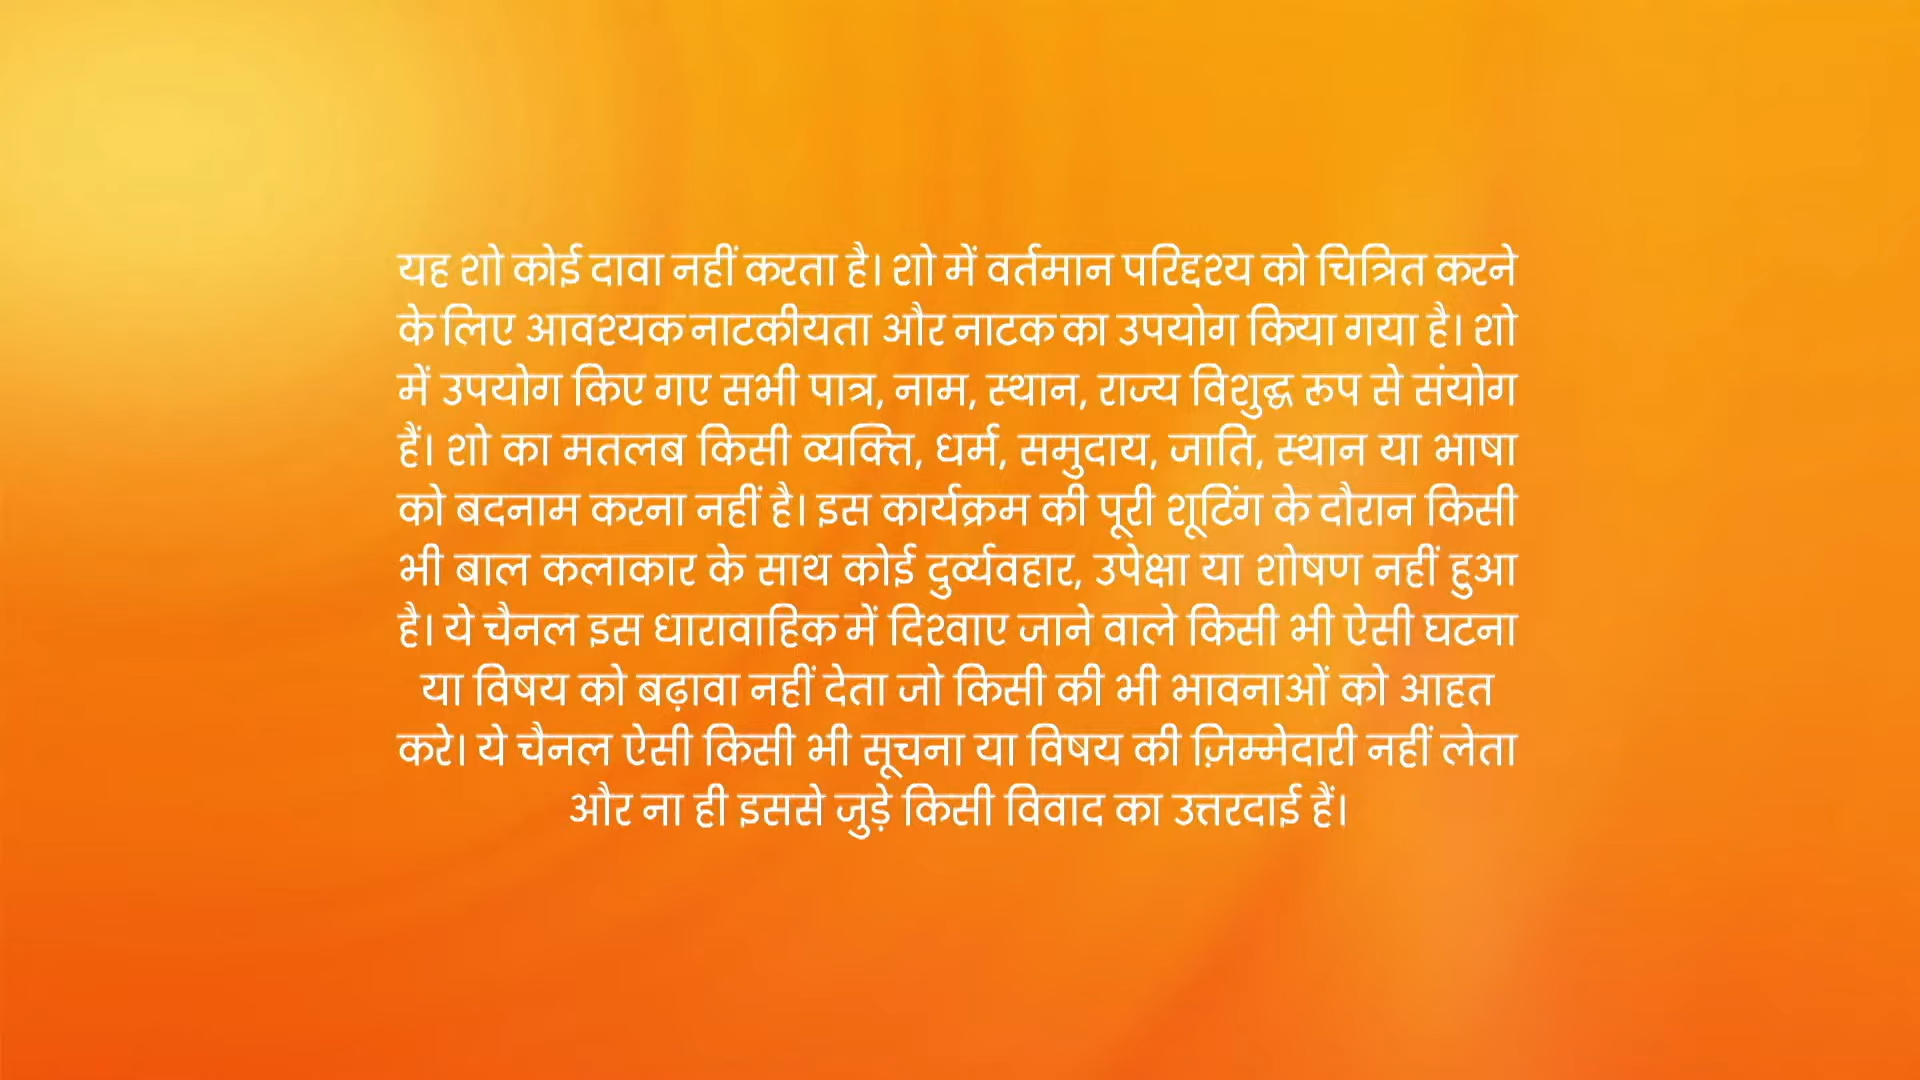 यह शो कोई दावा नहीं करता है। शो में वर्तमान परिद्दश्य को चित्रित करने
के लिए आवश्यक नाटकीयता और नाटक का उपयोग किया गया है। शो
में उपयोग किए गए सभी पात्र, नाम, स्थान, राज्य विशुद्ध रुप से संयोग
हैं। शो का मतलब किसी व्यक्ति, धर्म, समुदाय, जाति, स्थान या भाषा
को बदनाम करना नहीं है। इस कार्यक्रम की पूरी शूटिंग के दौरान किसी
भी बाल कलाकार के साथ कोई दुर्व्यवहार, उपेक्षा या शोषण नहीं हुआ
है। ये चैनल इस धारावाहिक में दिखाए जाने वाले किसी भी ऐसी घटना
या विषय को बढ़ावा नहीं देता जो किसी की भी भावनाओं को आहत
करे। ये चैनल ऐसी किसी भी सूचना या विषय की ज़िम्मेदारी नहीं लेता
और ना ही इससे जुड़े किसी विवाद का उत्तरदाई हैं।